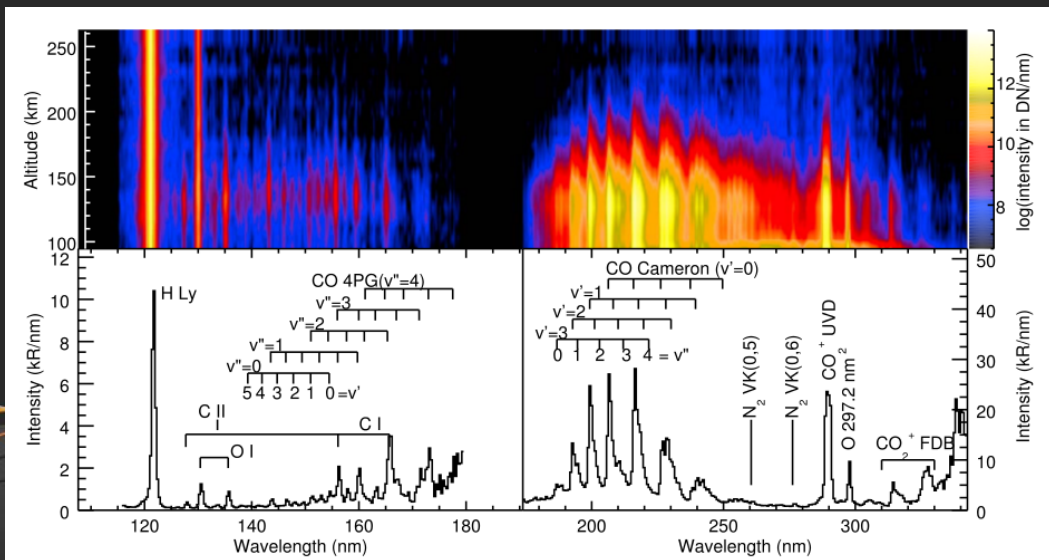 250
200
150
100
Altitude (km)
12
10
8
log(intensity in DN/nm)
12
10
8
6
4
2
0
Intensity (kR/nm)
H Ly
CO 4PG(v"=4)
v"=3
v"=2
v"=1
v"=0
5 4 3 2 1 0 =v'
C II
C I
O I
120 140 160 180
Wavelength (nm)
CO Cameron (v'=0)
v'=1
v'=2
v'=3
0 1 2 3 4 = v"
N2 VK(0,5)
N2 VK(0,6)
CO2+ UVD
O 297.2 nm
CO2+ FDB
200 250 300
Wavelength (nm)
50
40
30
20
10
0
Intensity (kR/nm)